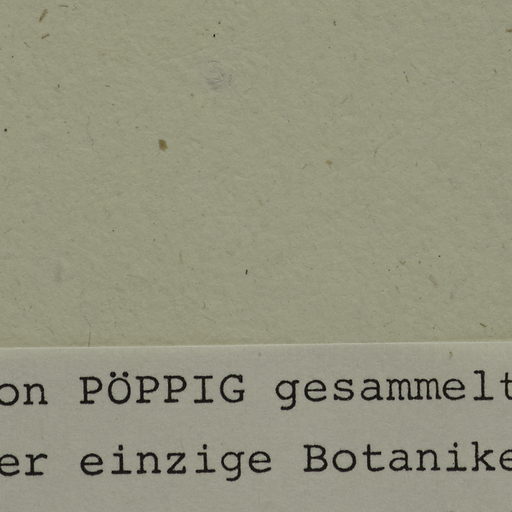 on PÖPPIG gesammelt
er einzige Botanike